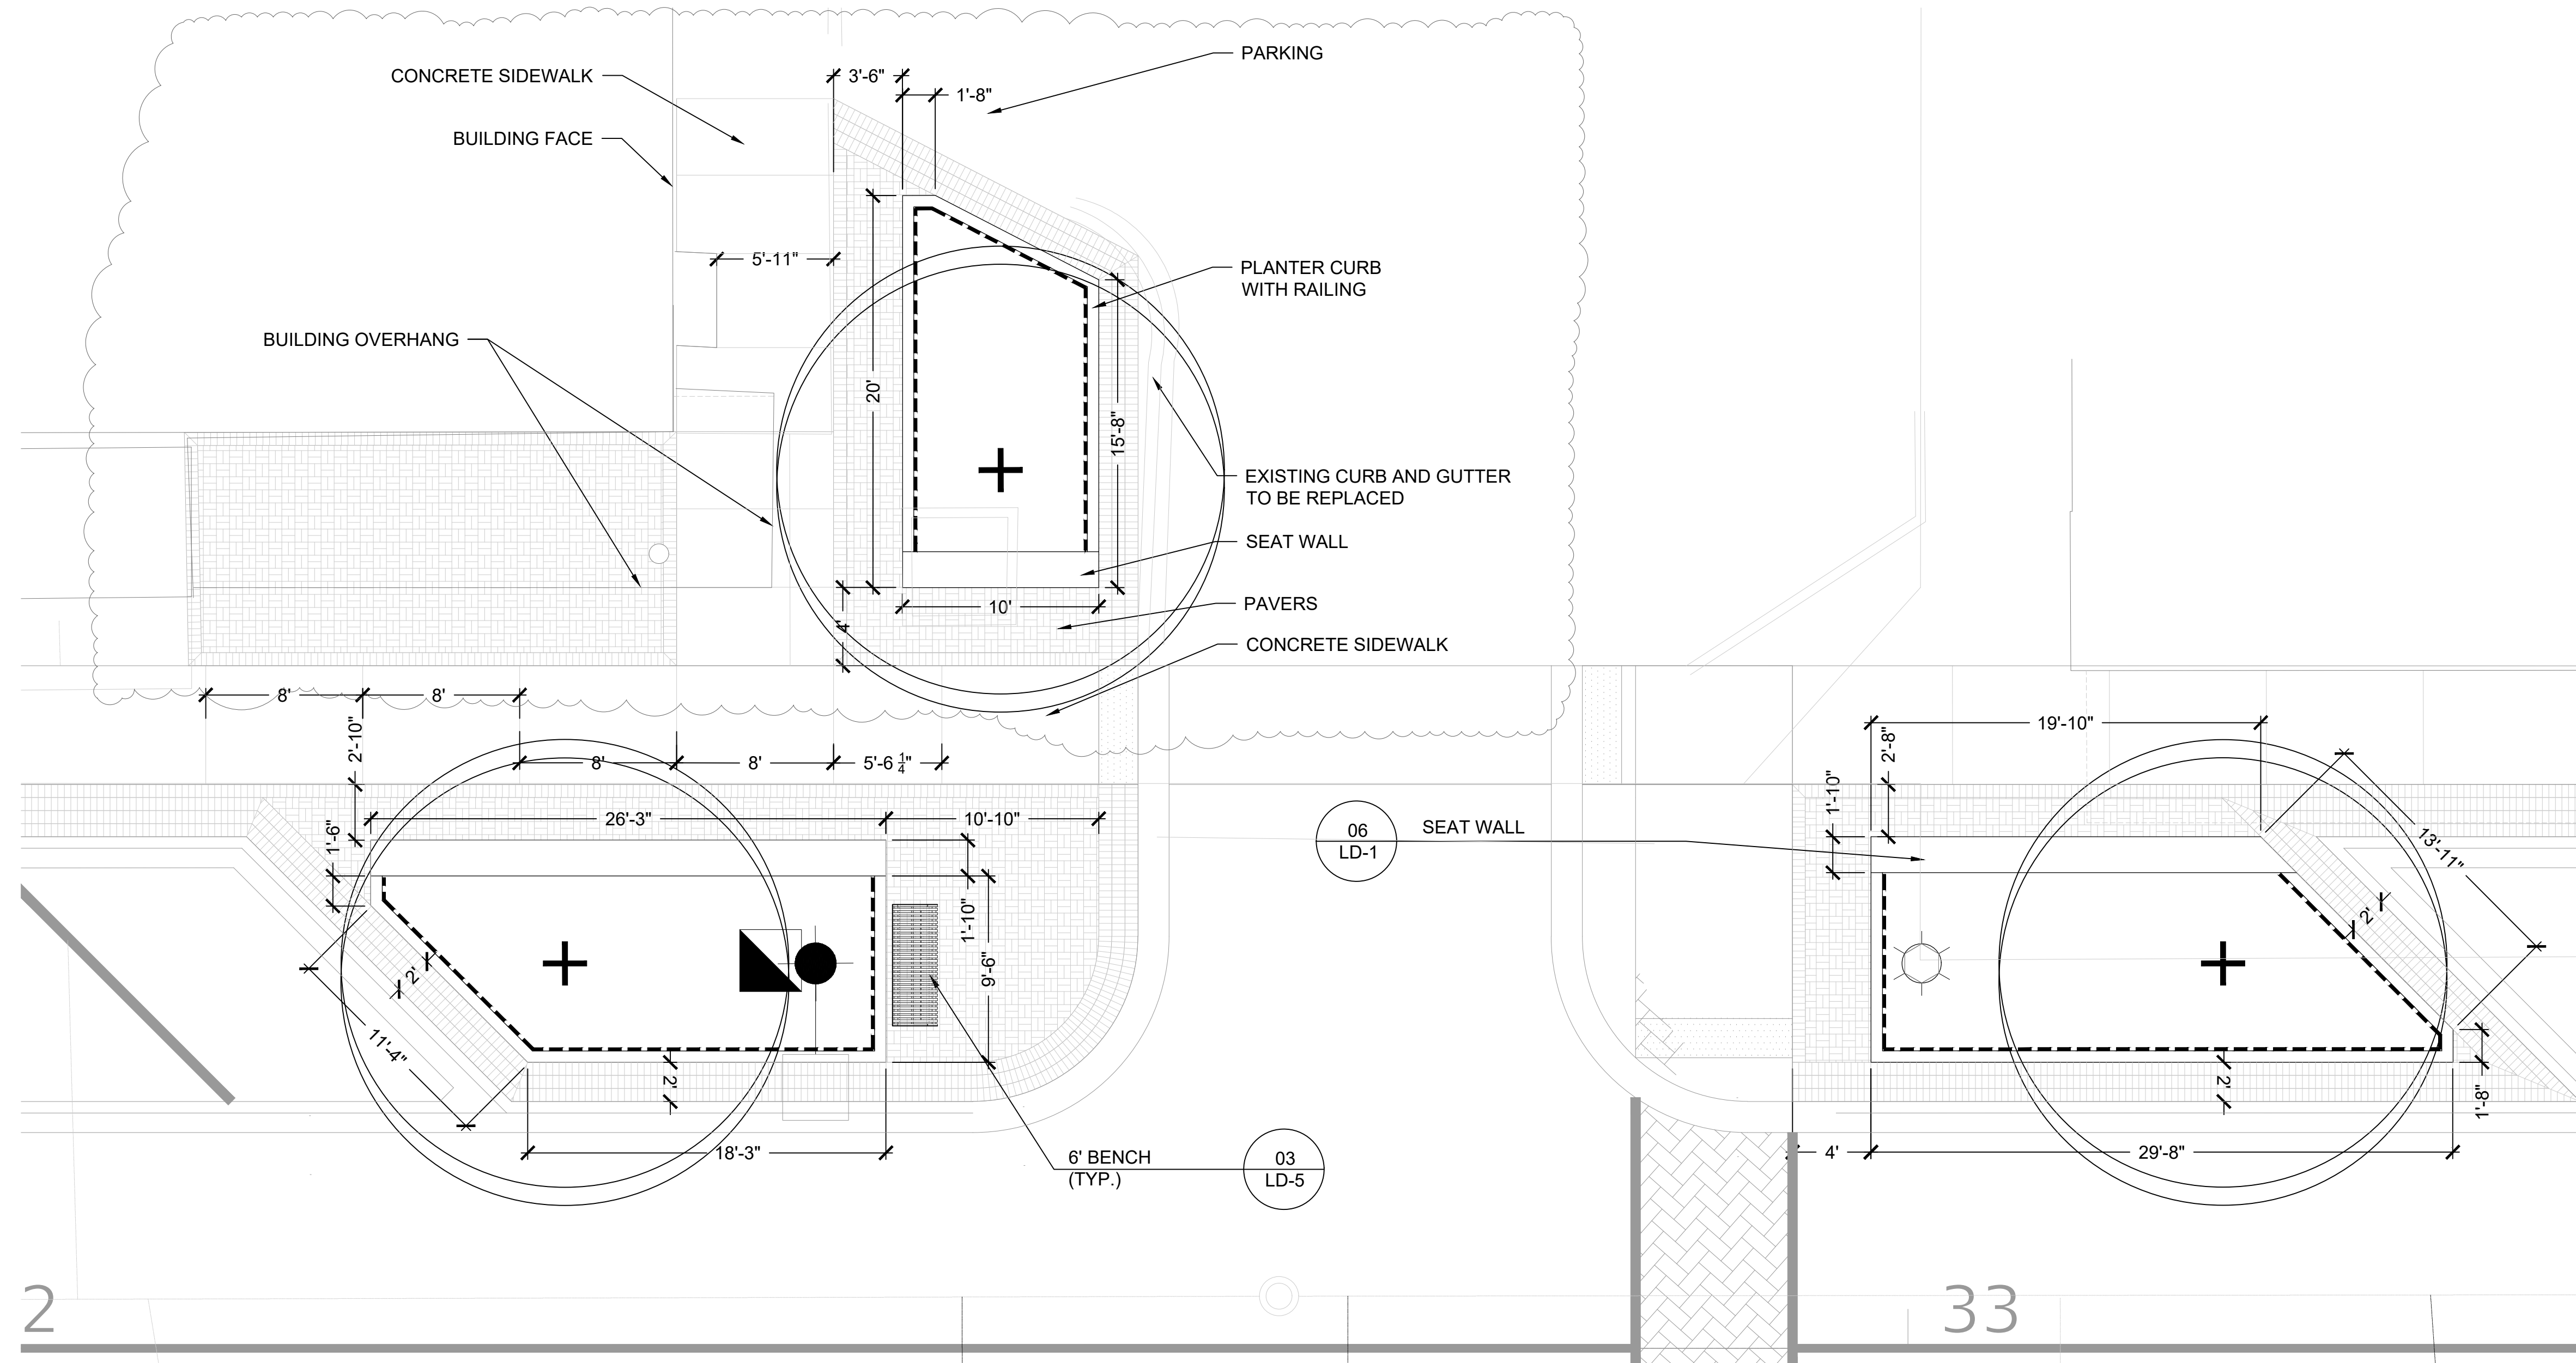 PARKING
CONCRETE SIDEWALK
3'-6"
1'-8"
BUILDING FACE
5'-11"
PLANTER CURB
WITH RAILING
BUILDING OVERHANG
20'
15'-8"
EXISTING CURB AND GUTTER
TO BE REPLACED
SEAT WALL
10'
PAVERS
4'
CONCRETE SIDEWALK
8'
8'
2'-10"
8'
8'
5'-6 1/4"
19'-10"
2'-8"
1'-10"
1'-6"
26'-3"
10'-10"
06
LD-1
SEAT WALL
13'-11"
2'
1'-10"
9'-6"
2'
11'-4"
2'
2'
1'-8"
18'-3"
6' BENCH
(TYP.)
03
LD-5
4'
29'-8"
2
33